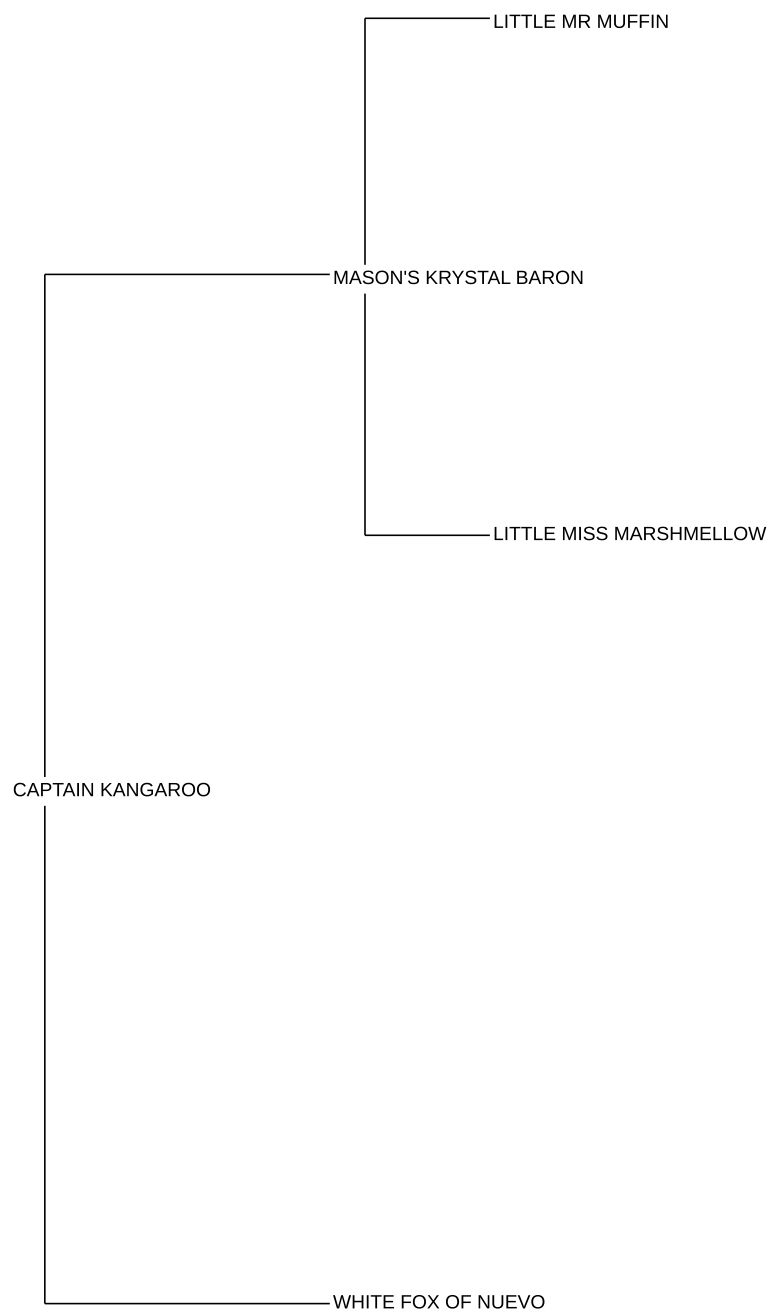 LITTLE MR MUFFIN
MASON'S KRYSTAL BARON
LITTLE MISS MARSHMELLOW
CAPTAIN KANGAROO
WHITE FOX OF NUEVO